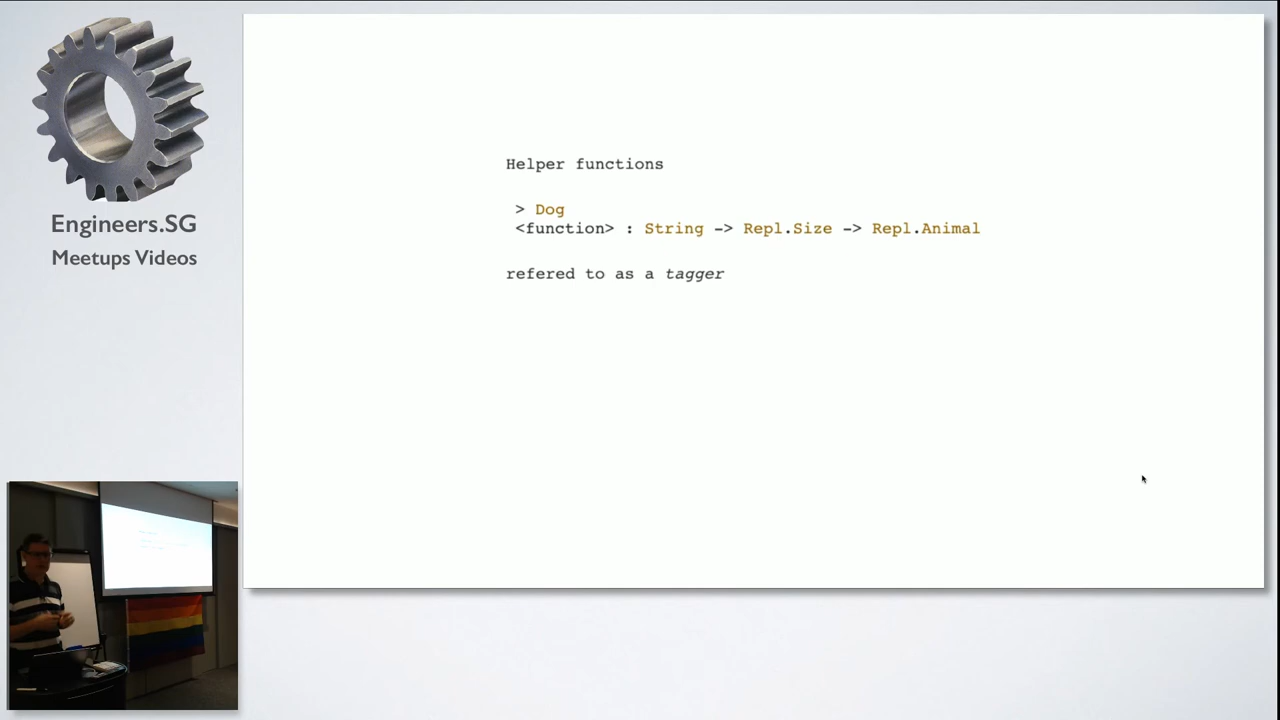 Engineers.SG
Meetups Videos
Helper functions
> Dog
<function> : String -> Repl.Size -> Repl.Animal
refered to as a tagger